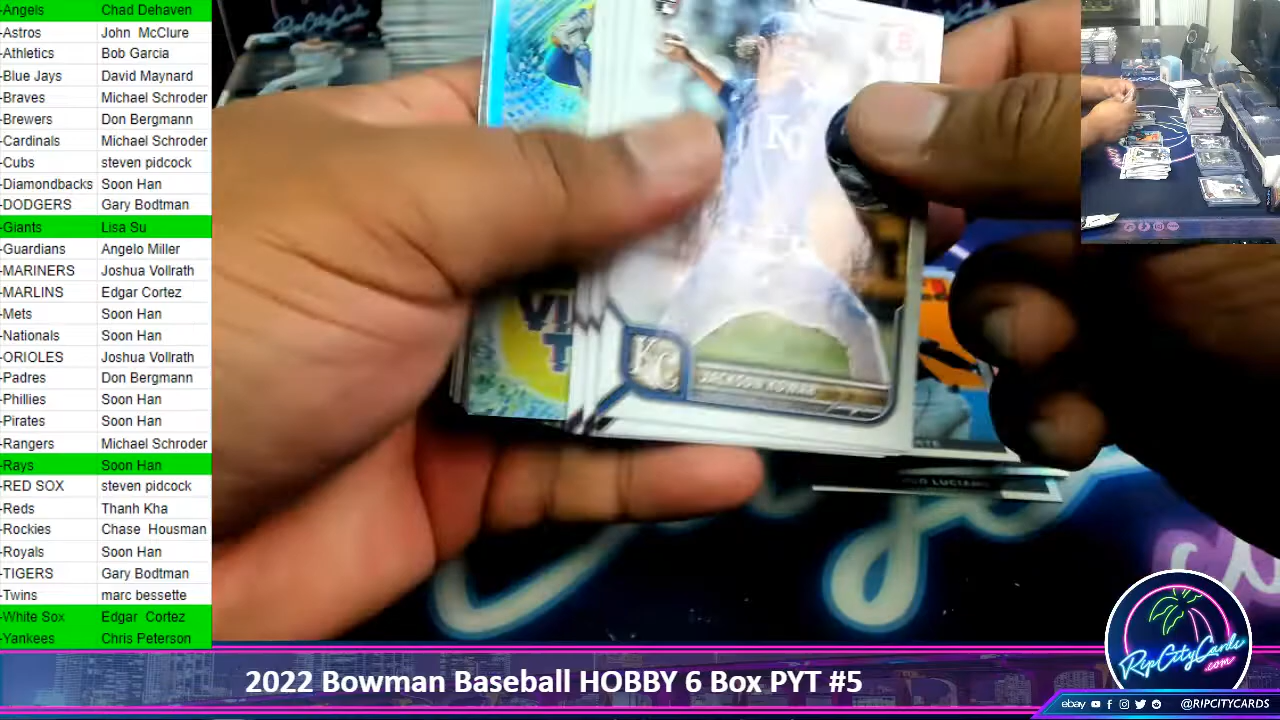 -Angels Chad Dehaven
-Astros John McClure
-Athletics Bob Garcia
-Blue Jays David Maynard
-Braves Michael Schroder
-Brewers Don Bergmann
-Cardinals Michael Schroder
-Cubs steven pidcock
-Diamondbacks Soon Han
-DODGERS Gary Bodtman
-Giants Lisa Su
-Guardians Angelo Miller
-MARINERS Joshua Vollrath
-MARLINS Edgar Cortez
-Mets Soon Han
-Nationals Soon Han
-ORIOLES Joshua Vollrath
-Padres Don Bergmann
-Phillies Soon Han
-Pirates Soon Han
-Rangers Michael Schroder
-Rays Soon Han
-RED SOX steven pidcock
-Reds Thanh Kha
-Rockies Chase Housman
-Royals Soon Han
-TIGERS Gary Bodtman
-Twins marc bessette
-White Sox Edgar Cortez
-Yankees Chris Peterson
KC
KC
JACKSON KOWAR
LUCIANO
RipCityCards
.com
2022 Bowman Baseball HOBBY 6 Box PYT #5
ebay @RIPCITYCARDS